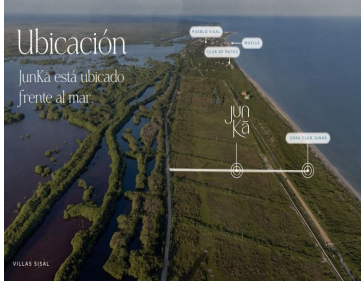 Ubicación
JunKa está ubicado
frente al mar
PUEBLO SISAL
MUELLE
CLUB DE PATOS
Jun
Ka
CASA CLUB JUNKA
VILLAS SISAL